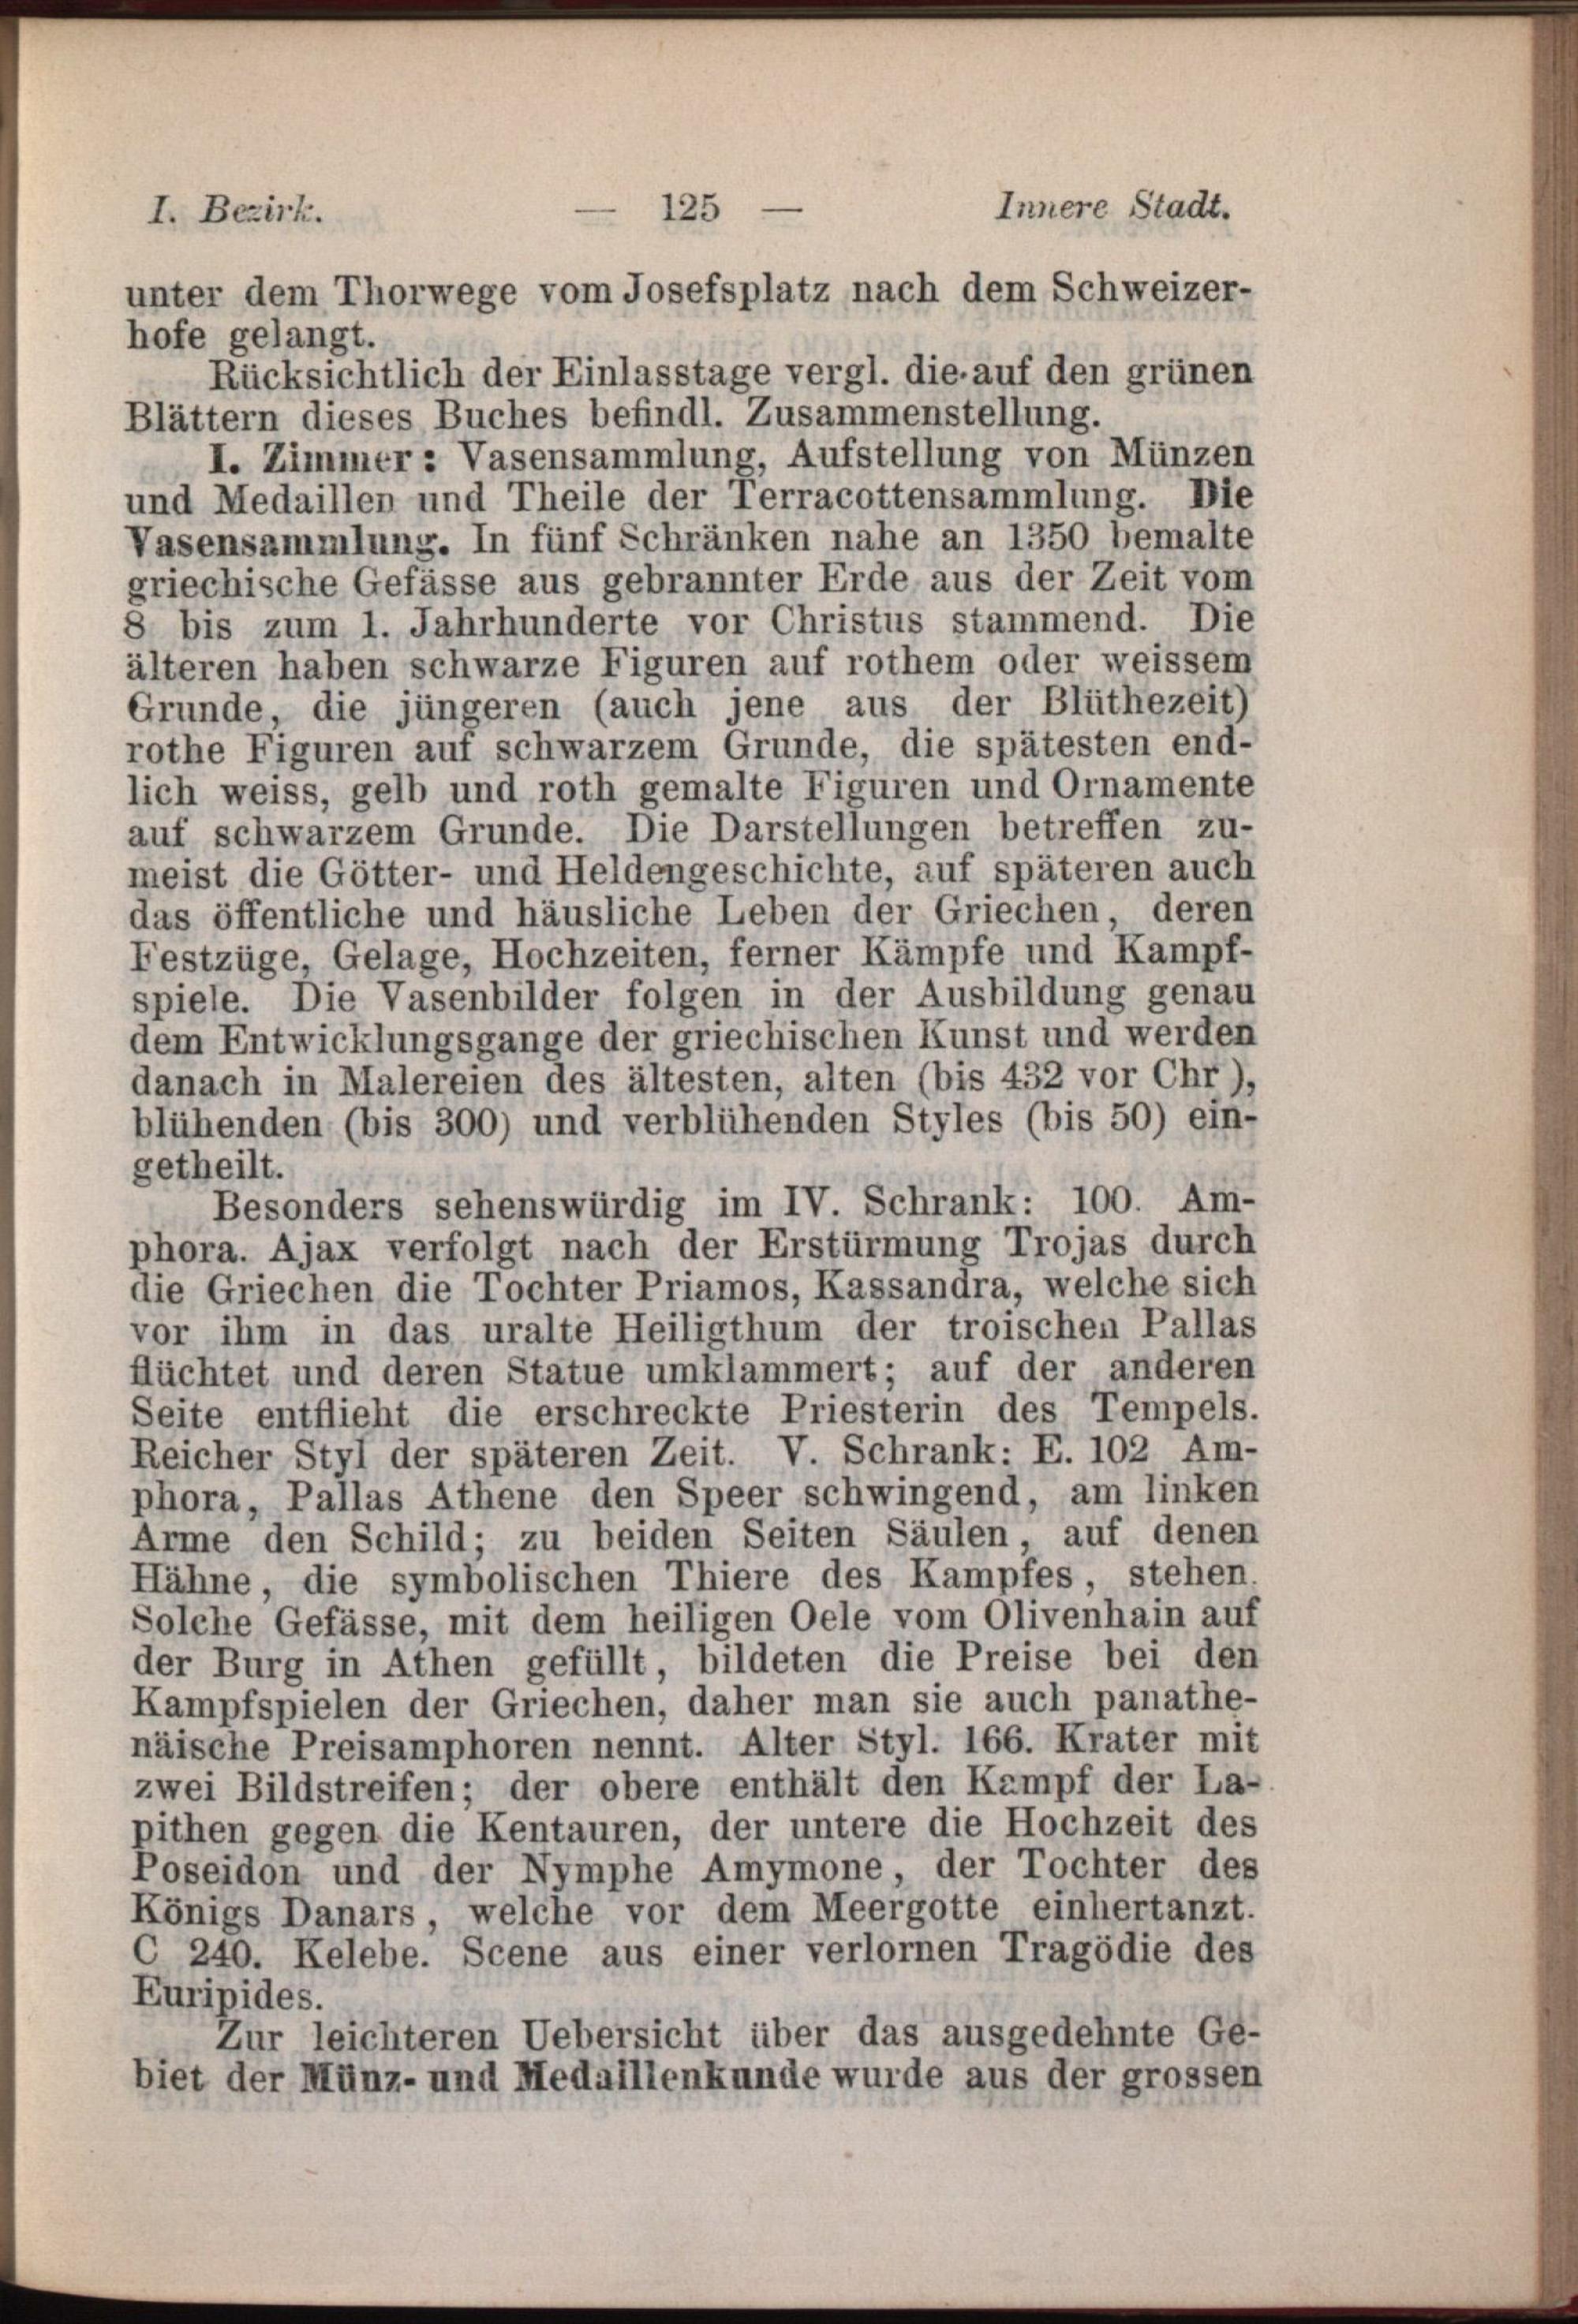 I. Bezirk. — 125 — Innere Stadt.
unter dem Thorwege vom Josefsplatz nach dem Schweizer-
hofe gelangt.
Rücksichtlich der Einlasstage vergl. die auf den grünen
Blättern dieses Buches befindl. Zusammenstellung.
I. Zimmer: Vasensammlung, Aufstellung von Münzen
und Medaillen und Theile der Terracottensammlung. Die
Vasensammlung. In fünf Schränken nahe an 1350 bemalte
griechische Gefässe aus gebrannter Erde aus der Zeit vom
8 bis zum 1. Jahrhunderte vor Christus stammend. Die
älteren haben schwarze Figuren auf rothem oder weissem
Grunde, die jüngeren (auch jene aus der Blüthezeit)
rothe Figuren auf schwarzem Grunde, die spätesten end-
lich weiss, gelb und roth gemalte Figuren und Ornamente
auf schwarzem Grunde. Die Darstellungen betreffen zu-
meist die Götter- und Heldengeschichte, auf späteren auch
das öffentliche und häusliche Leben der Griechen, deren
Festzüge, Gelage, Hochzeiten, ferner Kämpfe und Kampf-
spiele. Die Vasenbilder folgen in der Ausbildung genau
dem Entwicklungsgange der griechischen Kunst und werden
danach in Malereien des ältesten, alten (bis 432 vor Chr),
blühenden (bis 300) und verblühenden Styles (bis 50) ein-
getheilt.
Besonders sehenswürdig im IV. Schrank: 100. Am-
phora. Ajax verfolgt nach der Erstürmung Trojas durch
die Griechen die Tochter Priamos, Kassandra, welche sich
vor ihm in das uralte Heiligthum der troischen Pallas
flüchtet und deren Statue umklammert; auf der anderen
Seite entflieht die erschreckte Priesterin des Tempels.
Reicher Styl der späteren Zeit. V. Schrank: E. 102 Am-
phora, Pallas Athene den Speer schwingend, am linken
Arme den Schild; zu beiden Seiten Säulen, auf denen
Hähne, die symbolischen Thiere des Kampfes, stehen.
Solche Gefässe, mit dem heiligen Oele vom Olivenhain auf
der Burg in Athen gefüllt, bildeten die Preise bei den
Kampfspielen der Griechen, daher man sie auch panathe-
näische Preisamphoren nennt. Alter Styl. 166. Krater mit
zwei Bildstreifen; der obere enthält den Kampf der La-
pithen gegen die Kentauren, der untere die Hochzeit des
Poseidon und der Nymphe Amymone, der Tochter des
Königs Danars, welche vor dem Meergotte einhertanzt.
C 240. Kelebe. Scene aus einer verlornen Tragödie des
Euripides.
Zur leichteren Uebersicht über das ausgedehnte Ge-
biet der Münz- und Medaillenkunde wurde aus der grossen